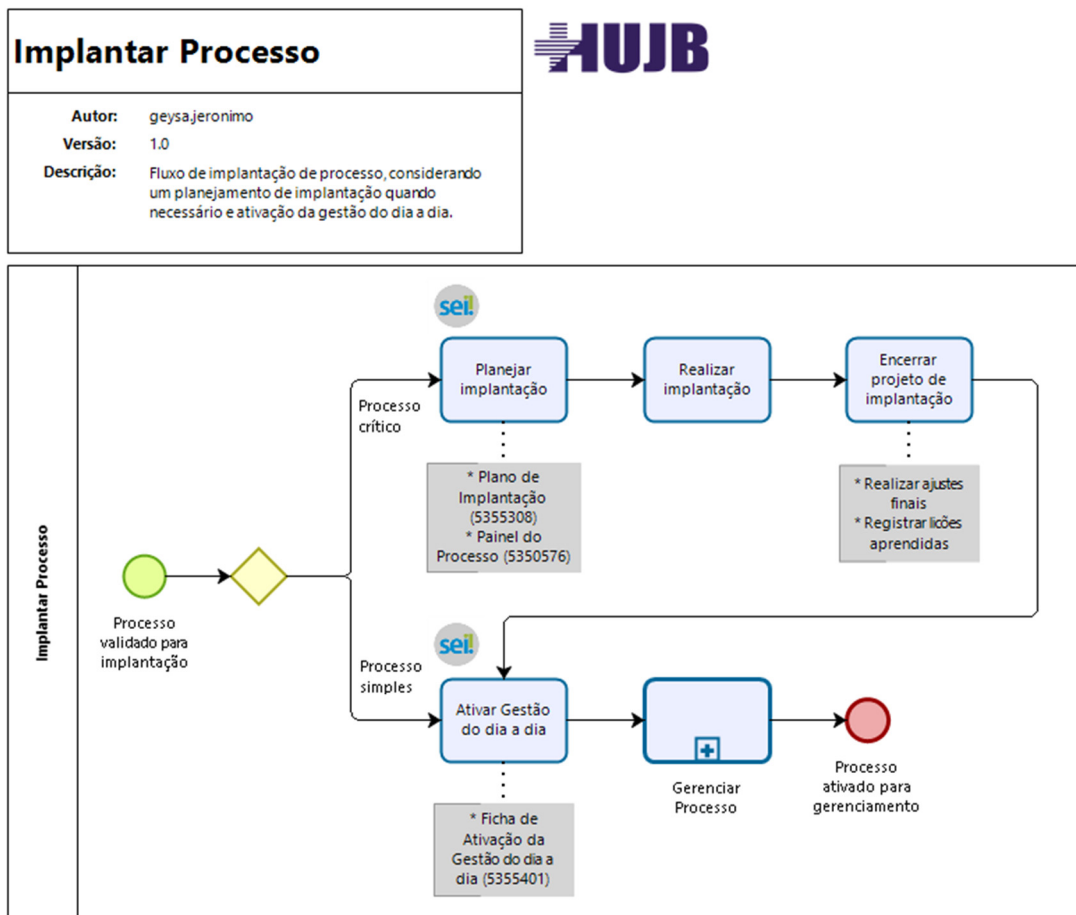 Implantar Processo
HUJB
Autor: geysa.jeronimo
Versão: 1.0
Descrição: Fluxo de implantação de processo, considerando
um planejamento de implantação quando
necessário e ativação da gestão do dia a dia.
Implantar Processo
Processo
validado para
implantação
Processo
crítico
sei!
Planejar
implantação
* Plano de
Implantação
(5355308)
* Painel do
Processo (5350576)
Realizar
implantação
Encerrar
projeto de
implantação
* Realizar ajustes
finais
* Registrar licões
aprendidas
Processo
simples
sei!
Ativar Gestão
do dia a dia
* Ficha de
Ativação da
Gestão do dia a
dia (5355401)
Gerenciar
Processo
Processo
ativado para
gerenciamento